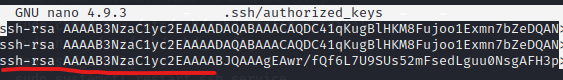 GNU nano 4.9.3 .ssh/authorized_keys
ssh-rsa AAAAB3NzaC1yc2EAAAADAQABAAACAQDC41qKugBlHKM8Fujoo1Exmn7bZeDQAN>
ssh-rsa AAAAB3NzaC1yc2EAAAADAQABAAACAQDC41qKugBlHKM8Fujoo1Exmn7bZeDQAN>
ssh-rsa AAAAB3NzaC1yc2EAAAABJQAAAgEAwr/fQf6L7U9SUs52mFsedLguu0NsgAFH3p>